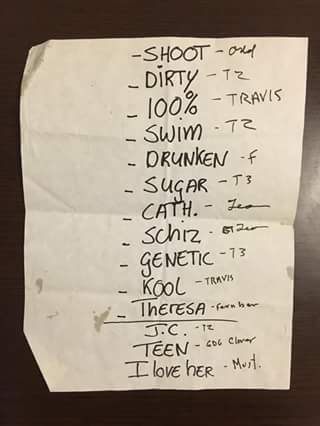 - SHOOT - odd
- DIRTY - T2
- 100% - TRAVIS
- SWIM - T2
- DRUNKEN - F
- SUGAR - T3
- CATH. -
- SCHIZ -
- GENETIC - T3
- KOOL - TRAVIS
- THERESA -
J.C. - T2
TEEN - Clover
I love her - Must.